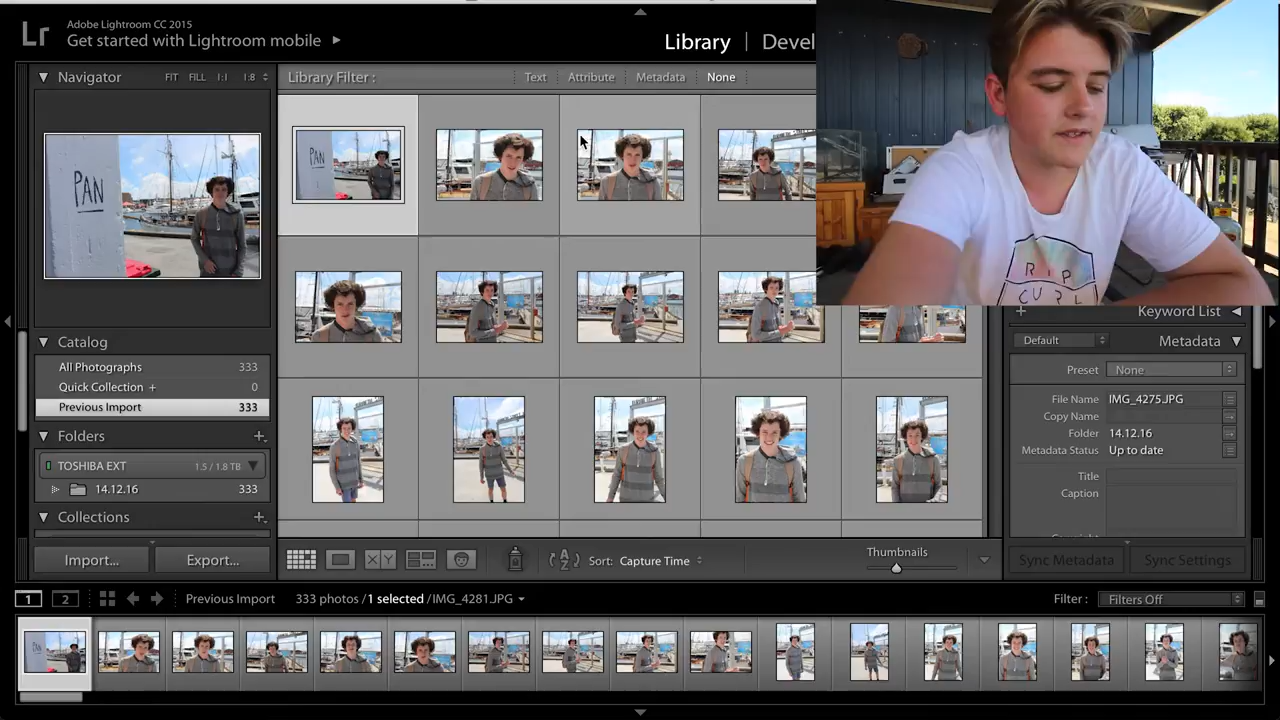 Lr
Adobe Lightroom CC 2015
Get started with Lightroom mobile
Library | Devel
Navigator FIT FILL 1:1 1:8
Library Filter : Text Attribute Metadata None
PAN
Catalog
All Photographs 333
Quick Collection + 0
Previous Import 333
Folders +
TOSHIBA EXT 1.5 / 1.8 TB
14.12.16 333
Collections +
Import... Export...
RIP
CURL
Keyword List
Default Metadata
Preset None
File Name IMG_4275.JPG
Copy Name
Folder 14.12.16
Metadata Status Up to date
Title
Caption
Sync Metadata Sync Settings
XY Sort: Capture Time Thumbnails
1 2 Previous Import 333 photos / 1 selected / IMG_4281.JPG Filter : Filters Off